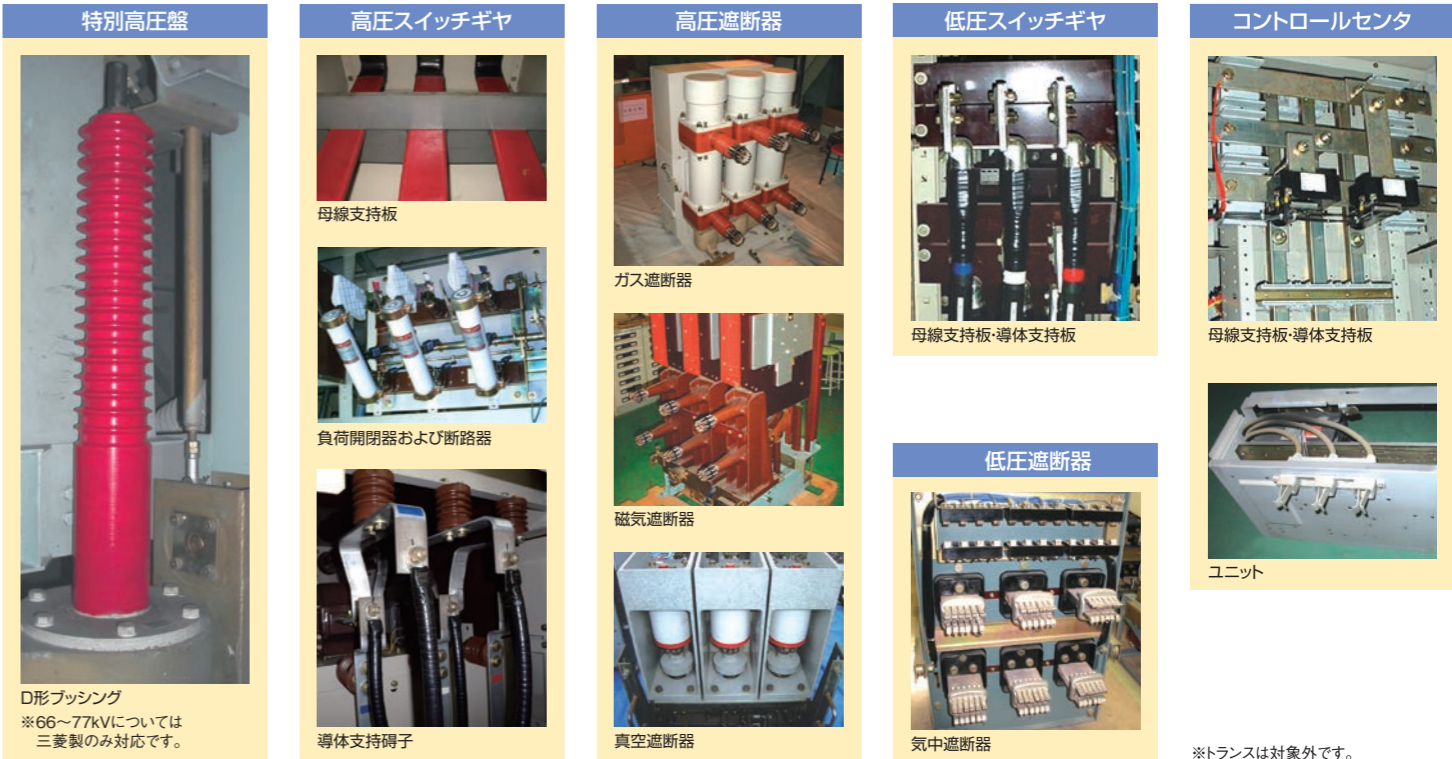 特別高圧盤
D形ブッシング
※66～77kVについては
三菱製のみ対応です。
高圧スイッチギヤ
母線支持板
負荷開閉器および断路器
導体支持碍子
高圧遮断器
ガス遮断器
磁気遮断器
真空遮断器
低圧スイッチギヤ
母線支持板・導体支持板
低圧遮断器
気中遮断器
コントロールセンタ
母線支持板・導体支持板
ユニット
※トランスは対象外です。